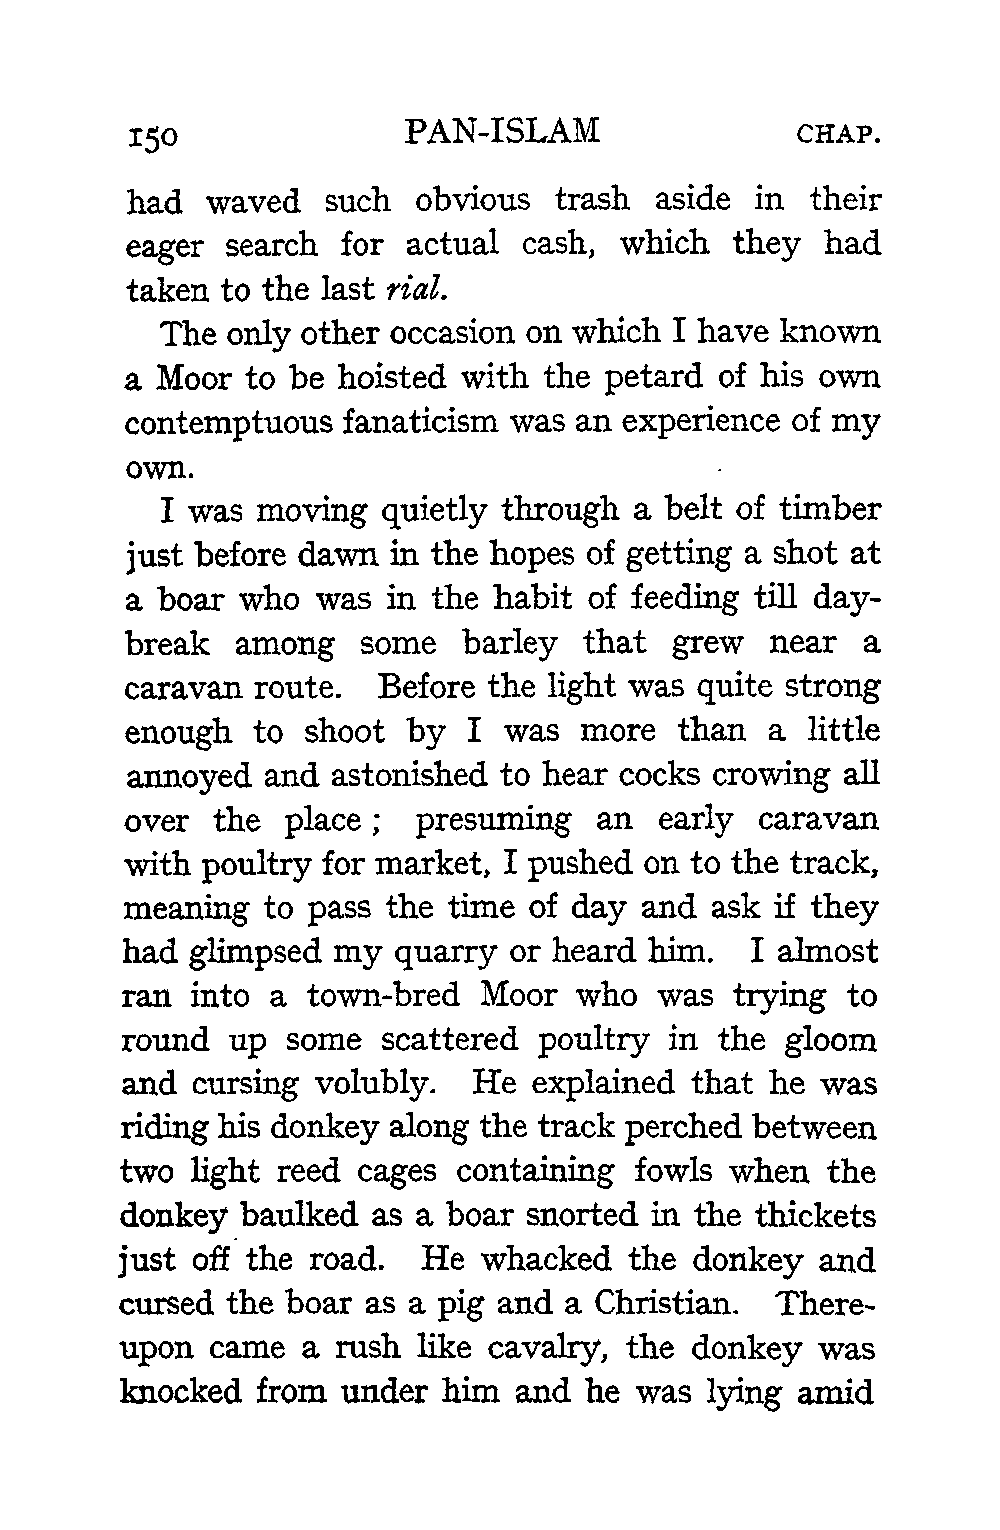 150 PAN-ISLAM CHAP.
had waved such obvious trash aside in their
eager search for actual cash, which they had
taken to the last rial.
The only other occasion on which I have known
a Moor to be hoisted with the petard of his own
contemptuous fanaticism was an experience of my
own.
I was moving quietly through a belt of timber
just before dawn in the hopes of getting a shot at
a boar who was in the habit of feeding till day-
break among some barley that grew near a
caravan route. Before the light was quite strong
enough to shoot by I was more than a little
annoyed and astonished to hear cocks crowing all
over the place ; presuming an early caravan
with poultry for market, I pushed on to the track,
meaning to pass the time of day and ask if they
had glimpsed my quarry or heard him. I almost
ran into a town-bred Moor who was trying to
round up some scattered poultry in the gloom
and cursing volubly. He explained that he was
riding his donkey along the track perched between
two light reed cages containing fowls when the
donkey baulked as a boar snorted in the thickets
just off the road. He whacked the donkey and
cursed the boar as a pig and a Christian. There-
upon came a rush like cavalry, the donkey was
knocked from under him and he was lying amid